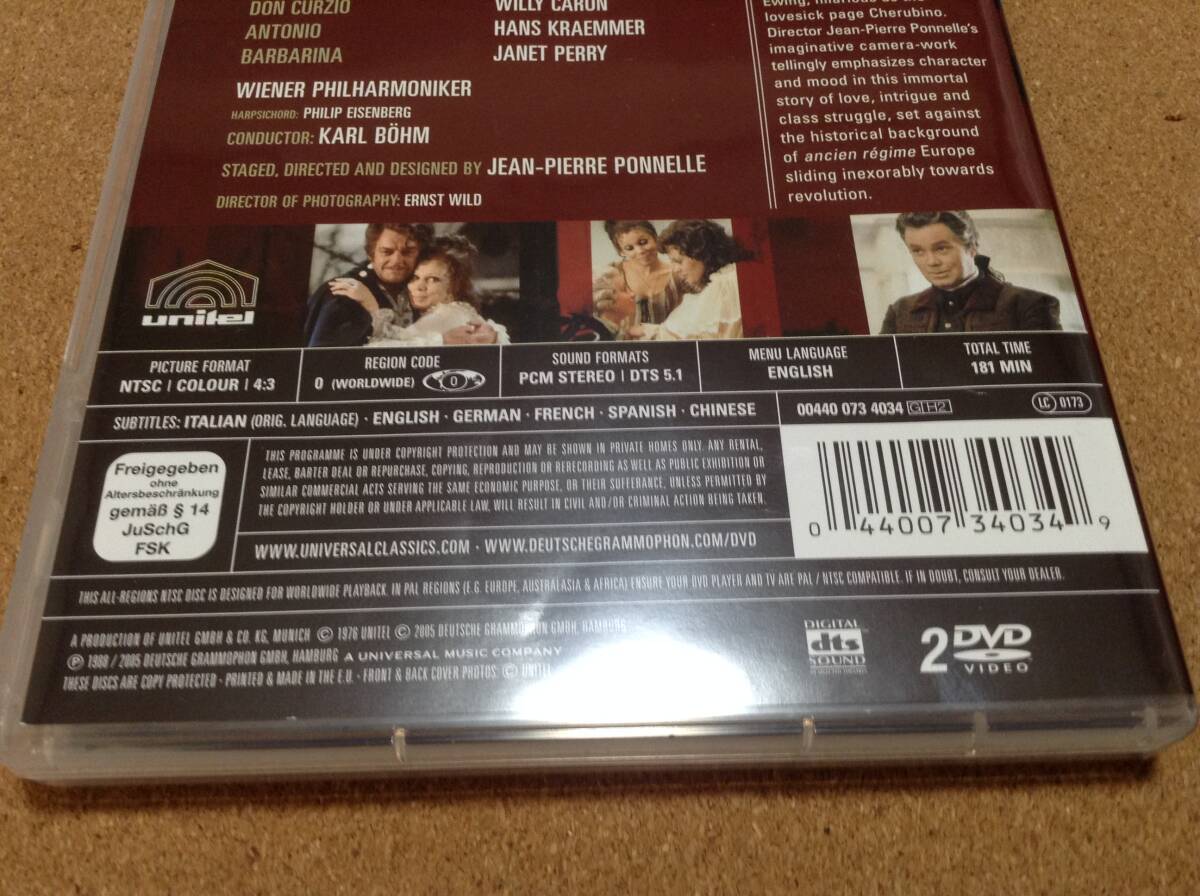 DON CURZIO WILLY CARON
ANTONIO HANS KRAEMMER
BARBARINA JANET PERRY
WIENER PHILHARMONIKER
HARPSICHORD: PHILIP EISENBERG
CONDUCTOR: KARL BÖHM
STAGED, DIRECTED AND DESIGNED BY JEAN-PIERRE PONNELLE
DIRECTOR OF PHOTOGRAPHY: ERNST WILD
Ewing, hilarious as the
lovesick page Cherubino.
Director Jean-Pierre Ponnelle's
imaginative camera-work
tellingly emphasizes character
and mood in this immortal
story of love, intrigue and
class struggle, set against
the historical background
of ancien régime Europe
sliding inexorably towards
revolution.
unitel
PICTURE FORMAT
NTSC | COLOUR | 4:3
REGION CODE
0 (WORLDWIDE) 0
SOUND FORMATS
PCM STEREO | DTS 5.1
MENU LANGUAGE
ENGLISH
TOTAL TIME
181 MIN
SUBTITLES: ITALIAN (ORIG. LANGUAGE) · ENGLISH · GERMAN · FRENCH · SPANISH · CHINESE
00440 073 4034 G H2
LC 0173
Freigegeben
ohne
Altersbeschränkung
gemäß § 14
JuSchG
FSK
THIS PROGRAMME IS UNDER COPYRIGHT PROTECTION AND MAY BE SHOWN IN PRIVATE HOMES ONLY. ANY RENTAL,
LEASE, BARTER DEAL OR REPURCHASE, COPYING, REPRODUCTION OR RERECORDING AS WELL AS PUBLIC EXHIBITION OR
SIMILAR COMMERCIAL ACTS SERVING THE SAME ECONOMIC PURPOSE, OR THEIR SUFFERANCE, UNLESS PERMITTED BY
THE COPYRIGHT HOLDER OR UNDER APPLICABLE LAW, WILL RESULT IN CIVIL AND/OR CRIMINAL ACTION BEING TAKEN.
WWW.UNIVERSALCLASSICS.COM · WWW.DEUTSCHEGRAMMOPHON.COM/DVD
0 44007 34034 9
THIS ALL-REGIONS NTSC DISC IS DESIGNED FOR WORLDWIDE PLAYBACK. IN PAL REGIONS (E.G. EUROPE, AUSTRALASIA & AFRICA) ENSURE YOUR DVD PLAYER AND TV ARE PAL / NTSC COMPATIBLE. IF IN DOUBT, CONSULT YOUR DEALER.
A PRODUCTION OF UNITEL GMBH & CO. KG, MUNICH © 1976 UNITEL © 2005 DEUTSCHE GRAMMOPHON GMBH, HAMBURG
℗ 1988 / 2005 DEUTSCHE GRAMMOPHON GMBH, HAMBURG A UNIVERSAL MUSIC COMPANY
THESE DISCS ARE COPY PROTECTED · PRINTED & MADE IN THE E.U. · FRONT & BACK COVER PHOTOS: © UNITEL
DIGITAL
dts
SOUND
2 DVD
VIDEO